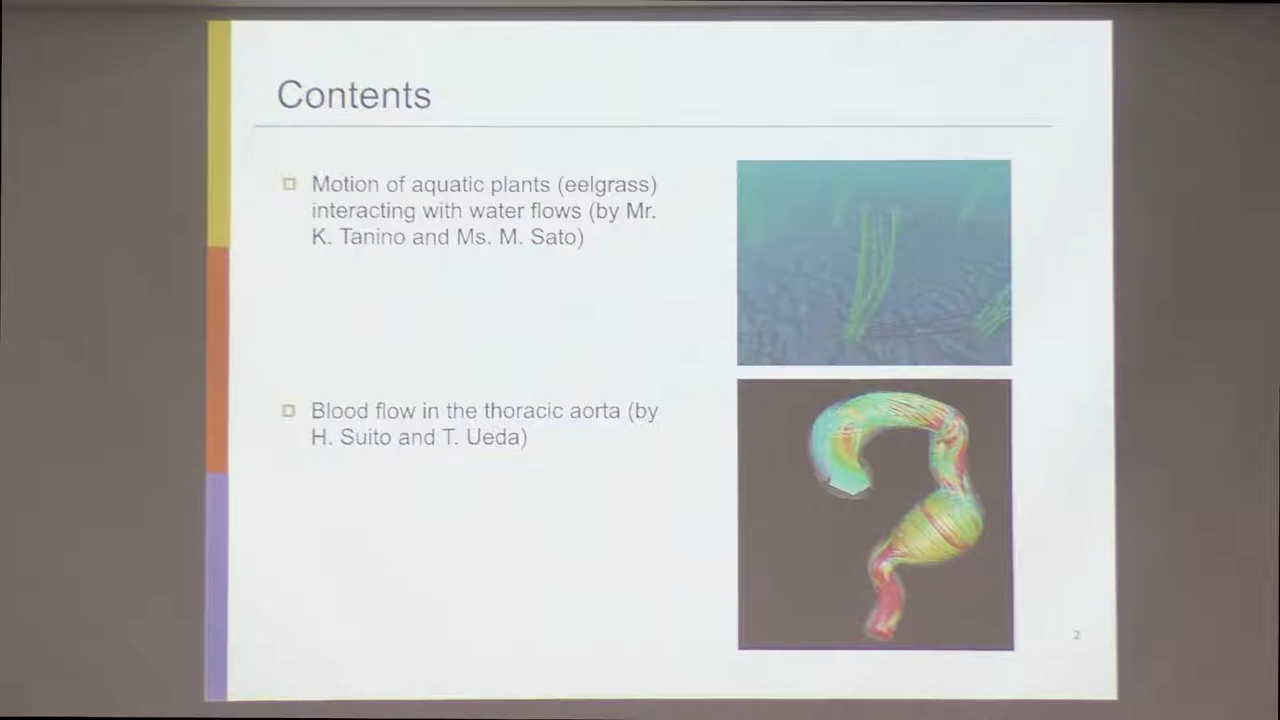 Contents
Motion of aquatic plants (eelgrass)
interacting with water flows (by Mr.
K. Tanino and Ms. M. Sato)
Blood flow in the thoracic aorta (by
H. Suito and T. Ueda)
2